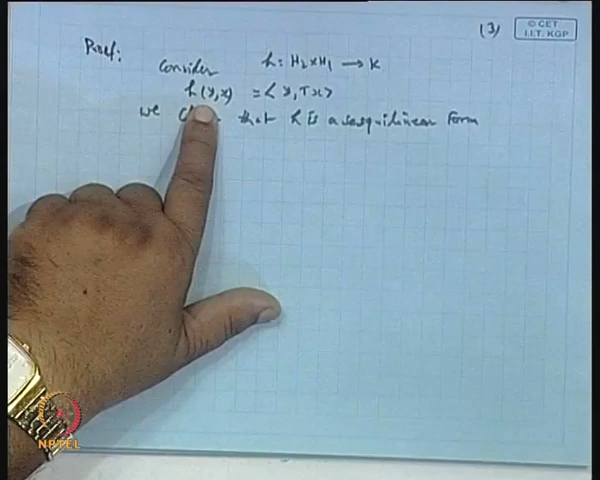 (3)
© CET
I.I.T. KGP
Proof:
Consider h: H₂ x H₁ → K
h(y,x) = < y, Tx >
we that h is a sesquilinear form
NPTEL